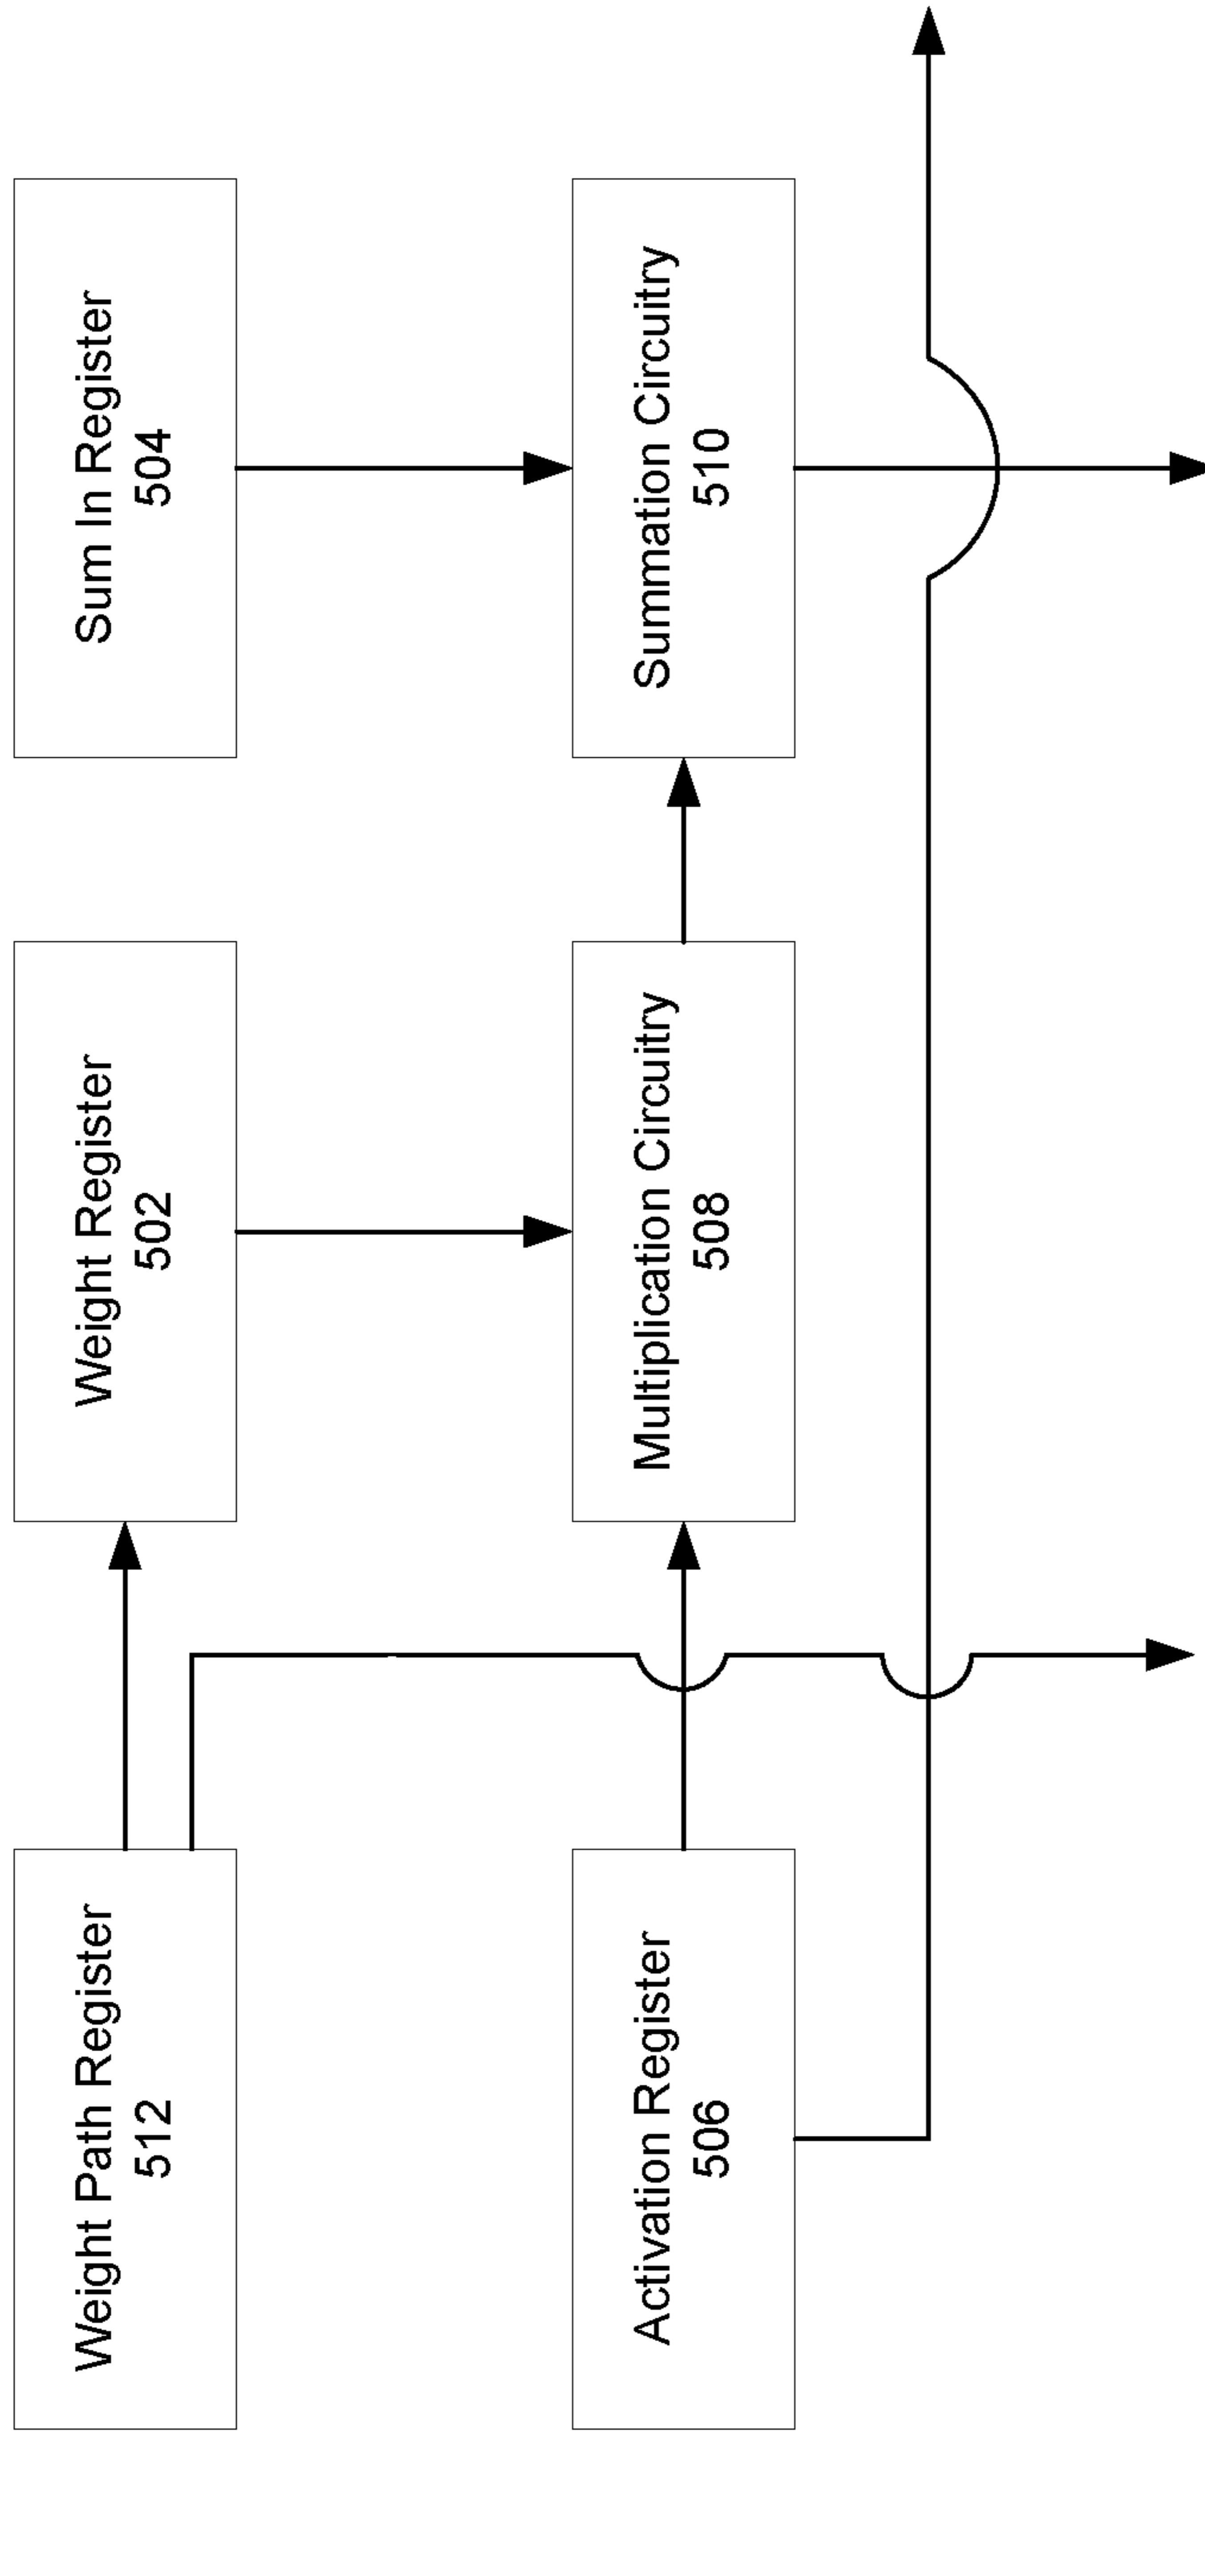 Weight Path Register
512
Weight Register
502
Sum In Register
504
Activation Register
506
Multiplication Circuitry
508
Summation Circuitry
510